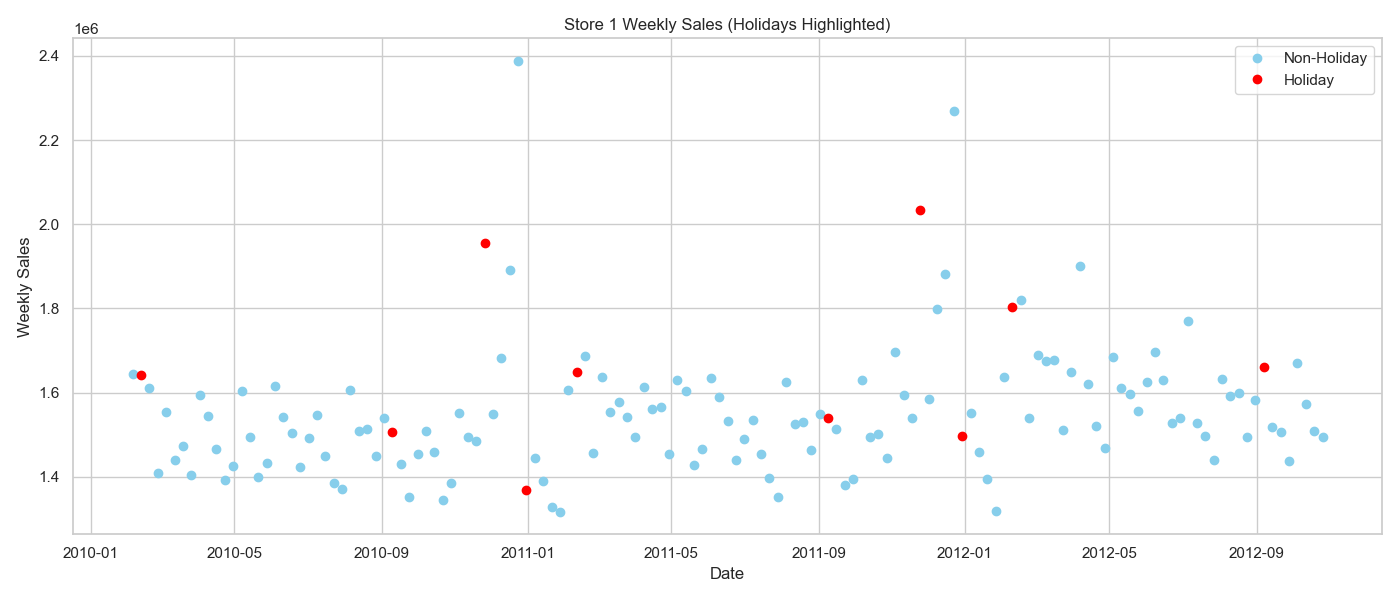 Store 1 Weekly Sales (Holidays Highlighted)
1e6
Non-Holiday
Holiday
2.4
2.2
2.0
1.8
1.6
1.4
Weekly Sales
2010-01 2010-05 2010-09 2011-01 2011-05 2011-09 2012-01 2012-05 2012-09
Date